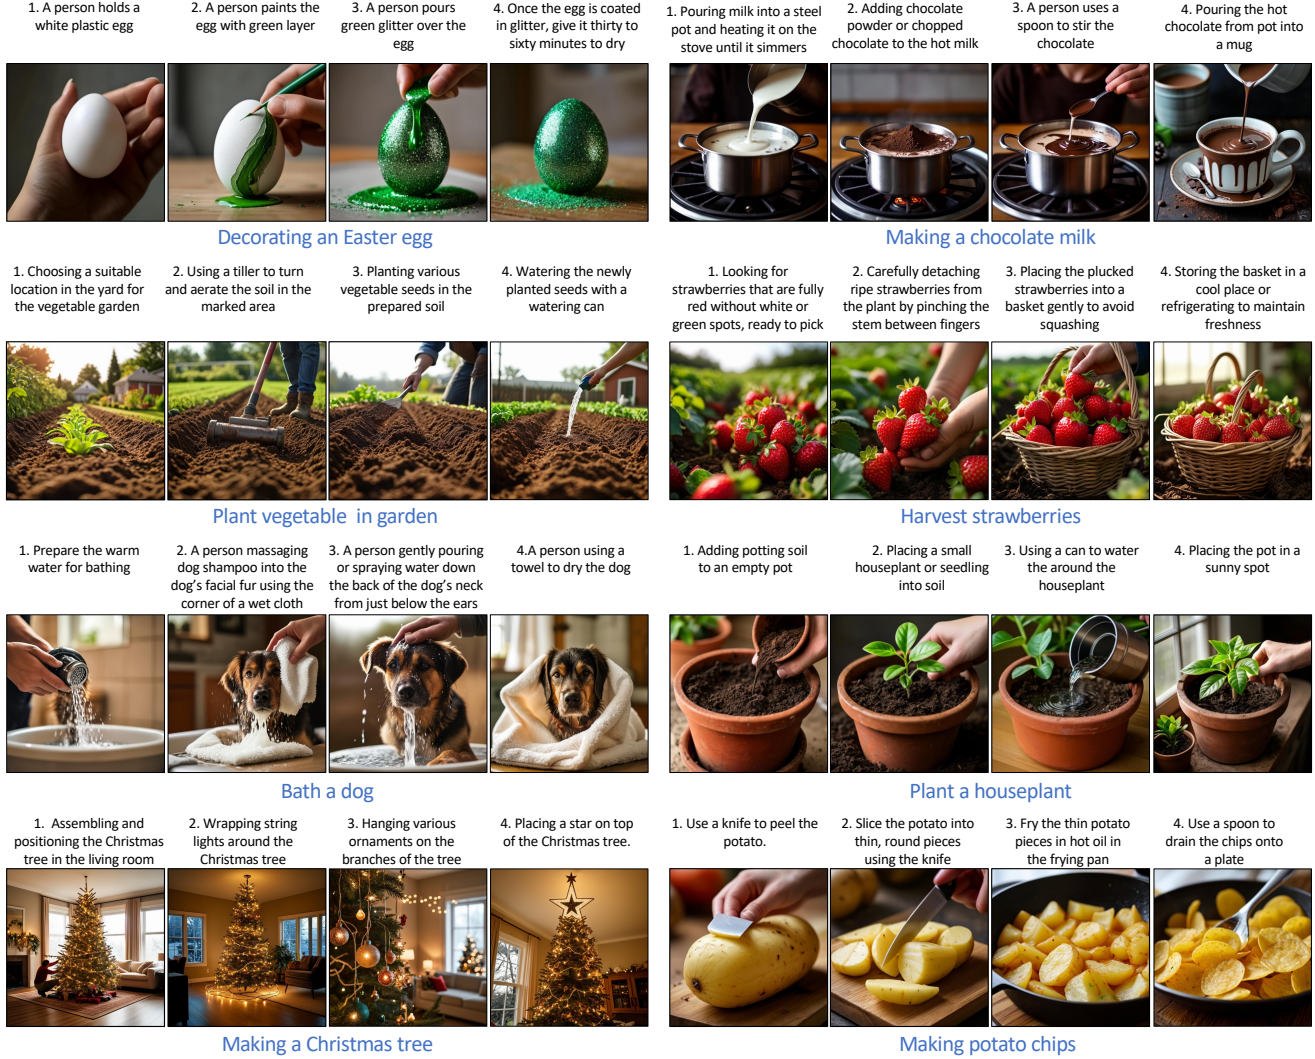 1. A person holds a
white plastic egg
2. A person paints the
egg with green layer
3. A person pours
green glitter over the
egg
4. Once the egg is coated
in glitter, give it thirty to
sixty minutes to dry
Decorating an Easter egg
1. Pouring milk into a steel
pot and heating it on the
stove until it simmers
2. Adding chocolate
powder or chopped
chocolate to the hot milk
3. A person uses a
spoon to stir the
chocolate
4. Pouring the hot
chocolate from pot into
a mug
Making a chocolate milk
1. Choosing a suitable
location in the yard for
the vegetable garden
2. Using a tiller to turn
and aerate the soil in the
marked area
3. Planting various
vegetable seeds in the
prepared soil
4. Watering the newly
planted seeds with a
watering can
Plant vegetable in garden
1. Looking for
strawberries that are fully
red without white or
green spots, ready to pick
2. Carefully detaching
ripe strawberries from
the plant by pinching the
stem between fingers
3. Placing the plucked
strawberries into a
basket gently to avoid
squashing
4. Storing the basket in a
cool place or
refrigerating to maintain
freshness
Harvest strawberries
1. Prepare the warm
water for bathing
2. A person massaging
dog shampoo into the
dog's facial fur using the
corner of a wet cloth
3. A person gently pouring
or spraying water down
the back of the dog's neck
from just below the ears
4.A person using a
towel to dry the dog
Bath a dog
1. Adding potting soil
to an empty pot
2. Placing a small
houseplant or seedling
into soil
3. Using a can to water
the around the
houseplant
4. Placing the pot in a
sunny spot
Plant a houseplant
1. Assembling and
positioning the Christmas
tree in the living room
2. Wrapping string
lights around the
Christmas tree
3. Hanging various
ornaments on the
branches of the tree
4. Placing a star on top
of the Christmas tree.
Making a Christmas tree
1. Use a knife to peel the
potato.
2. Slice the potato into
thin, round pieces
using the knife
3. Fry the thin potato
pieces in hot oil in
the frying pan
4. Use a spoon to
drain the chips onto
a plate
Making potato chips